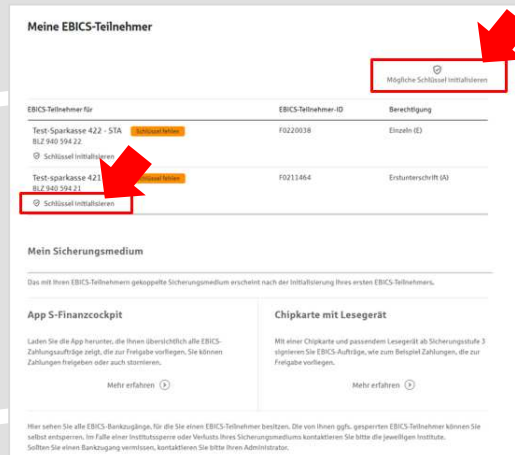 Meine EBICS-Teilnehmer
Mögliche Schlüssel initialisieren
EBICS-Teilnehmer für EBICS-Teilnehmer-ID Berechtigung
Test-Sparkasse 422 - STA Schlüssel fehlen F0220038 Einzeln (E)
BLZ 940 594 22
Schlüssel initialisieren
Test-sparkasse 421 Schlüssel fehlen F0211464 Erstunterschrift (A)
BLZ 940 594 21
Schlüssel initialisieren
Mein Sicherungsmedium
Das mit Ihren EBICS-Teilnehmern gekoppelte Sicherungsmedium erscheint nach der Initialisierung Ihres ersten EBICS-Teilnehmers.
App S-Finanzcockpit
Laden Sie die App herunter, die Ihnen übersichtlich alle EBICS-
Zahlungsaufträge zeigt, die zur Freigabe vorliegen. Sie können
Zahlungen freigeben oder auch stornieren.
Mehr erfahren
Chipkarte mit Lesegerät
Mit einer Chipkarte und passendem Lesegerät ab Sicherungsstufe 3
signieren Sie EBICS-Aufträge, wie zum Beispiel Zahlungen, die zur
Freigabe vorliegen.
Mehr erfahren
Hier sehen Sie alle EBICS-Bankzugänge, für die Sie einen EBICS-Teilnehmer besitzen. Die von Ihnen ggfs. gesperrten EBICS-Teilnehmer können Sie
selbst entsperren. Im Falle einer Institutssperre oder Verlusts Ihres Sicherungsmediums kontaktieren Sie bitte die jeweiligen Institute.
Sollten Sie einen Bankzugang vermissen, kontaktieren Sie bitte Ihren Administrator.